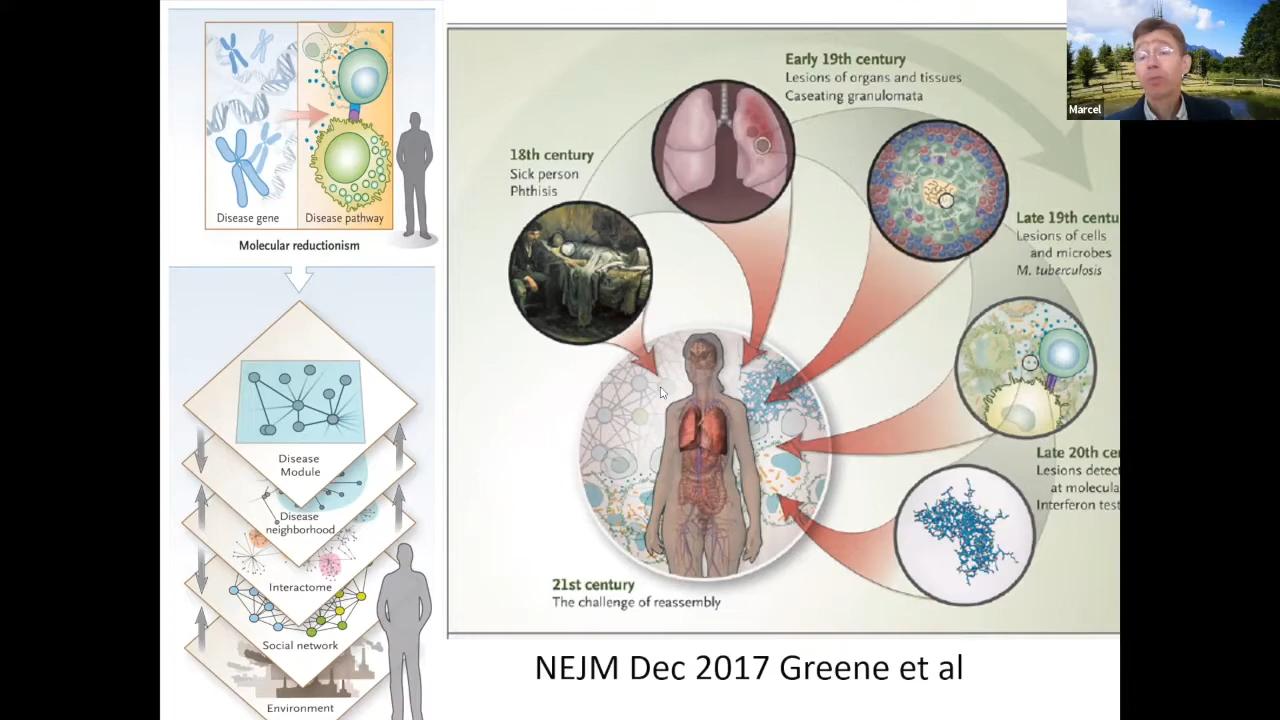 Disease gene
Disease pathway
Molecular reductionism
Disease
Module
Disease
neighborhood
Interactome
Social network
Environment
18th century
Sick person
Phthisis
Early 19th century
Lesions of organs and tissues
Caseating granulomata
Late 19th centu
Lesions of cells
and microbes
M. tuberculosis
Late 20th cen
Lesions detect
at molecula
Interferon test
21st century
The challenge of reassembly
NEJM Dec 2017 Greene et al
Marcel